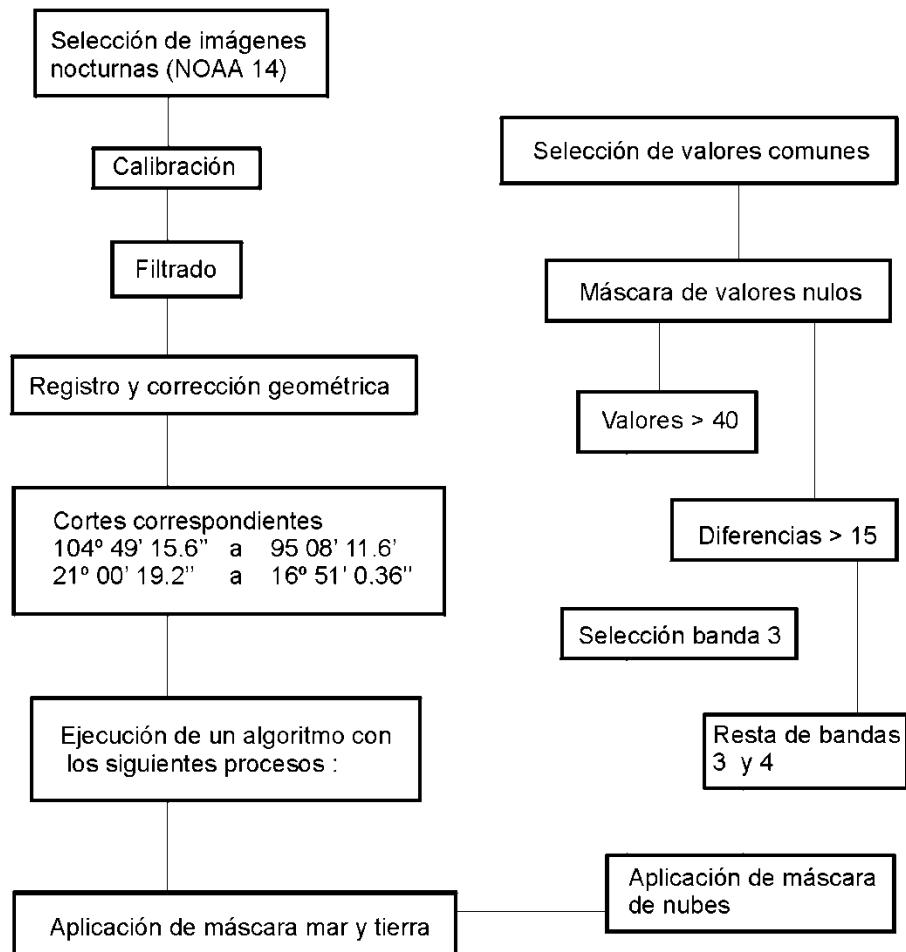 Selección de imágenes
nocturnas (NOAA 14)
Calibración
Filtrado
Registro y corrección geométrica
Cortes correspondientes
104º 49' 15.6'' a 95 08' 11.6'
21º 00' 19.2'' a 16º 51' 0.36''
Ejecución de un algoritmo con
los siguientes procesos :
Aplicación de máscara mar y tierra
Selección de valores comunes
Máscara de valores nulos
Valores > 40
Diferencias > 15
Selección banda 3
Resta de bandas
3 y 4
Aplicación de máscara
de nubes